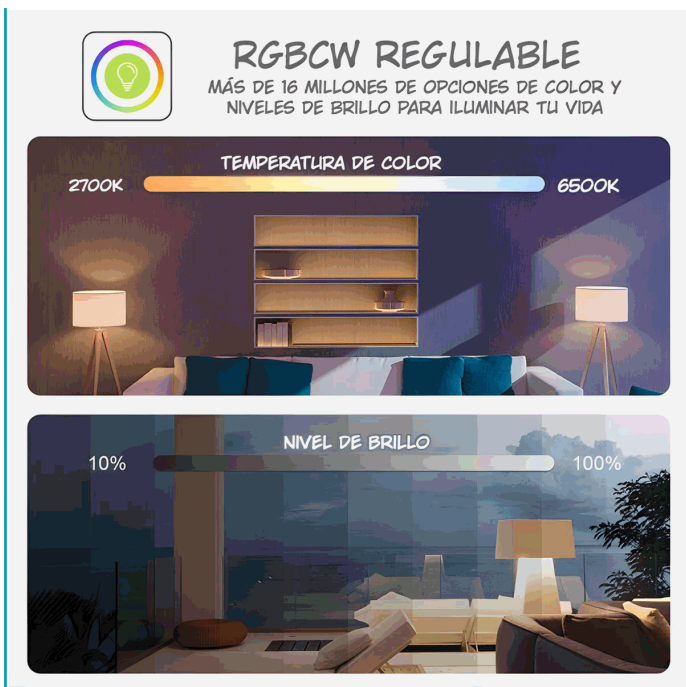 RGBCW REGULABLE
MÁS DE 16 MILLONES DE OPCIONES DE COLOR Y
NIVELES DE BRILLO PARA ILUMINAR TU VIDA
TEMPERATURA DE COLOR
2700K
6500K
NIVEL DE BRILLO
10%
100%